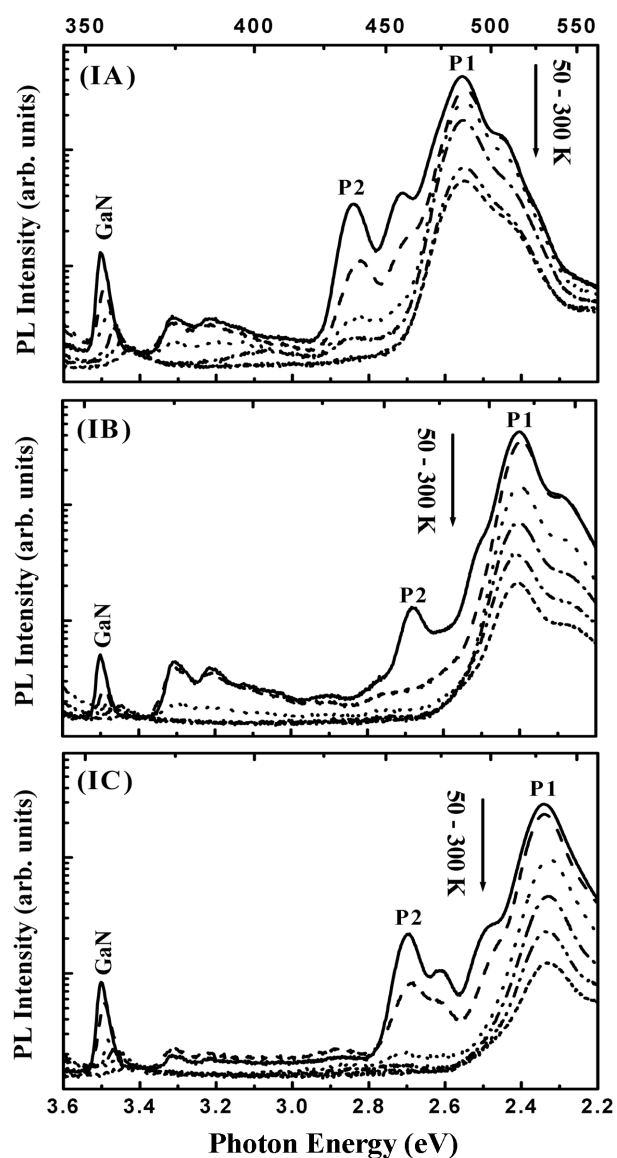 350 400 450 500 550
(IA)
P1
50 - 300 K
P2
GaN
PL Intensity (arb. units)
(IB)
P1
50 - 300 K
P2
GaN
PL Intensity (arb. units)
(IC)
P1
50 - 300 K
P2
GaN
PL Intensity (arb. units)
3.6 3.4 3.2 3.0 2.8 2.6 2.4 2.2
Photon Energy (eV)